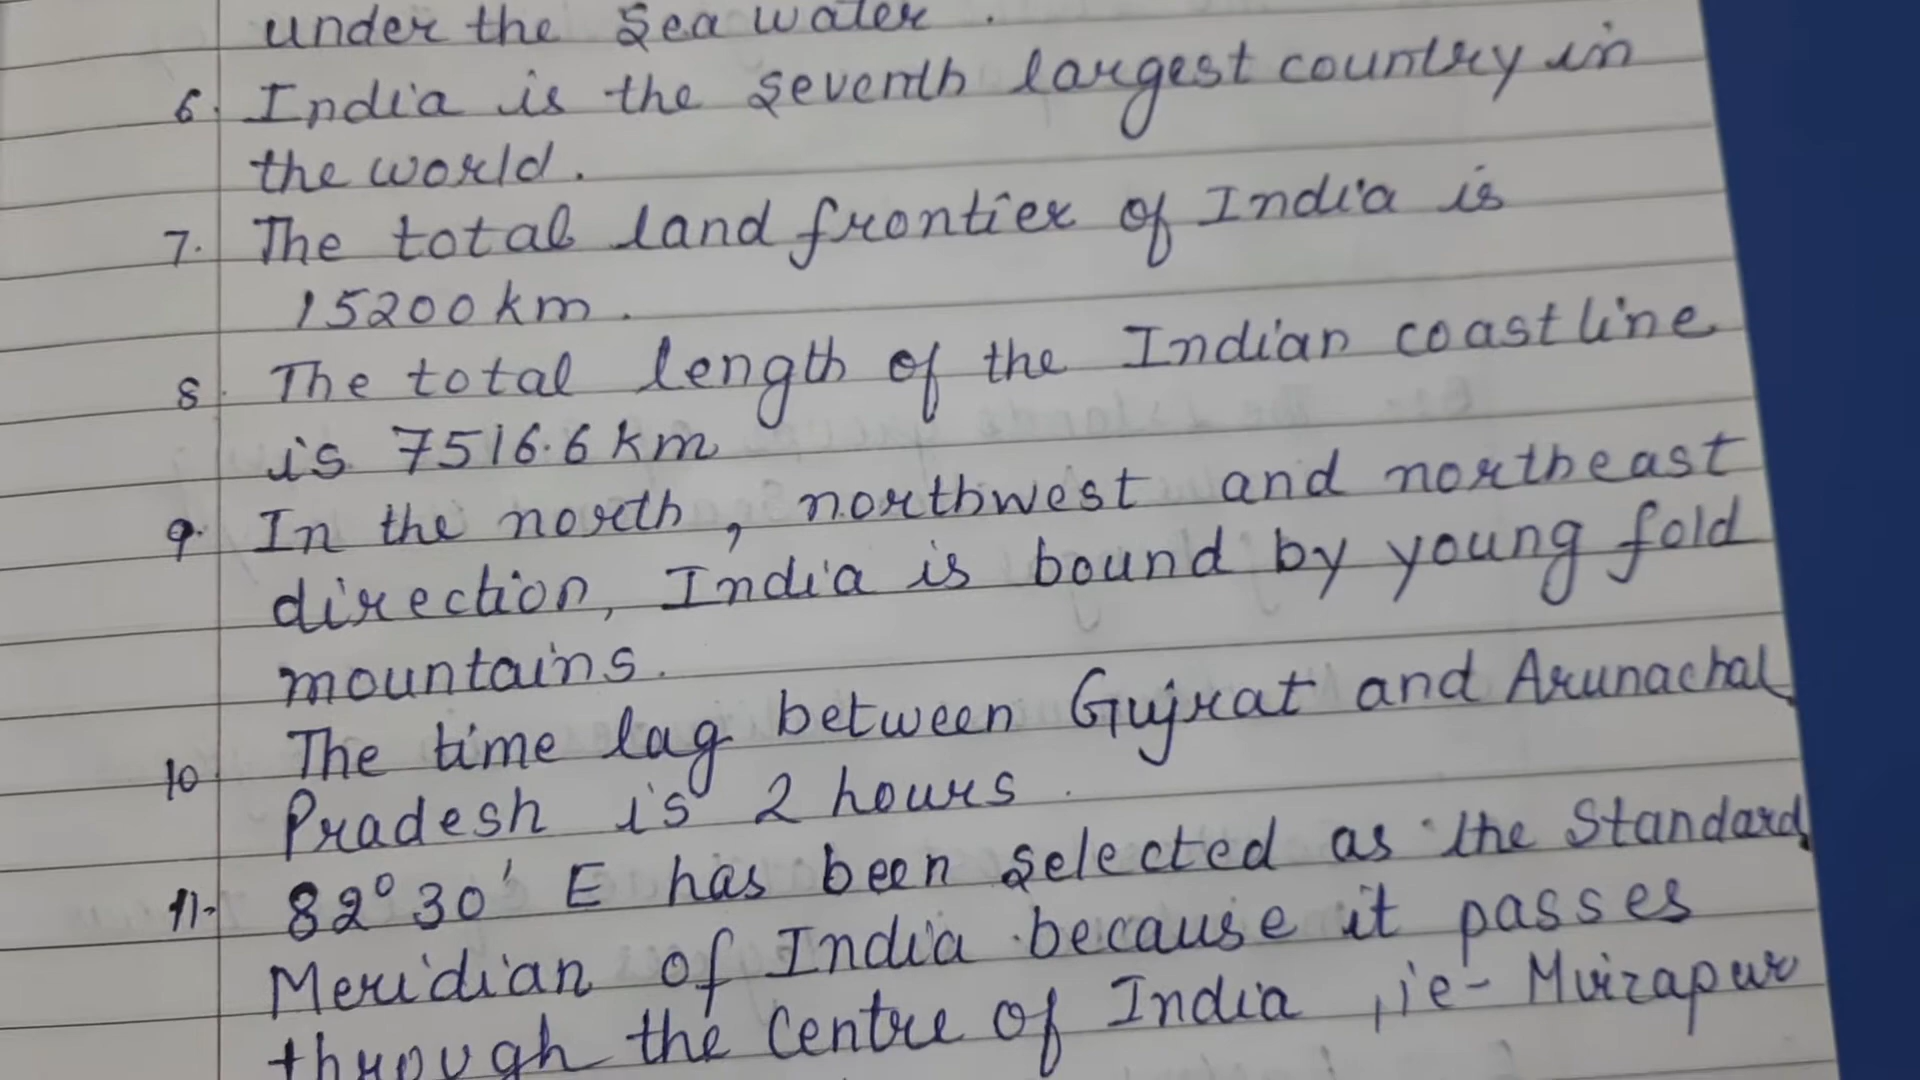 under the sea water.
6. India is the seventh largest country in
the world.
7. The total land frontier of India is
15200 km.
8. The total length of the Indian coastline
is 7516.6 km
9. In the north, northwest and northeast
direction, India is bound by young fold
mountains.
10 The time lag between Gujrat and Arunachal
Pradesh is 2 hours.
11- 82° 30' E has been selected as the Standard
Meridian of India because it passes
through the Centre of India, ie- Mirzapur